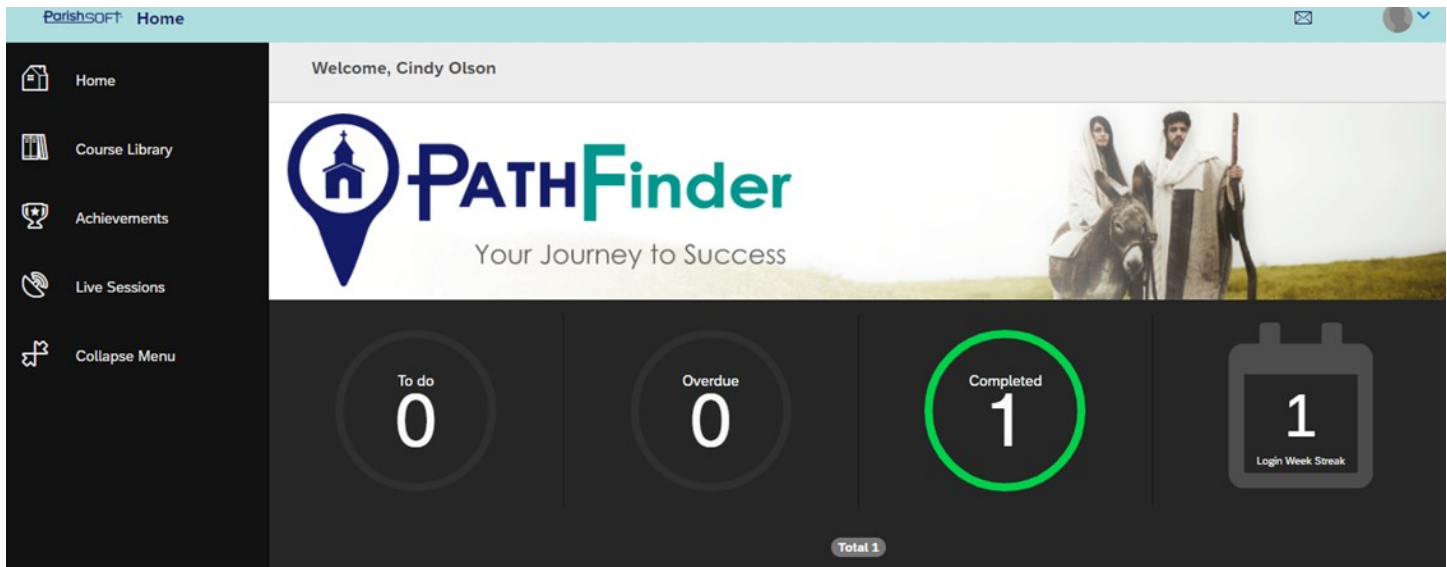 ParishSOFT Home
Welcome, Cindy Olson
Home
Course Library
Achievements
Live Sessions
Collapse Menu
PATHFinder
Your Journey to Success
To do
0
Overdue
0
Completed
1
1
Login Week Streak
Total 1